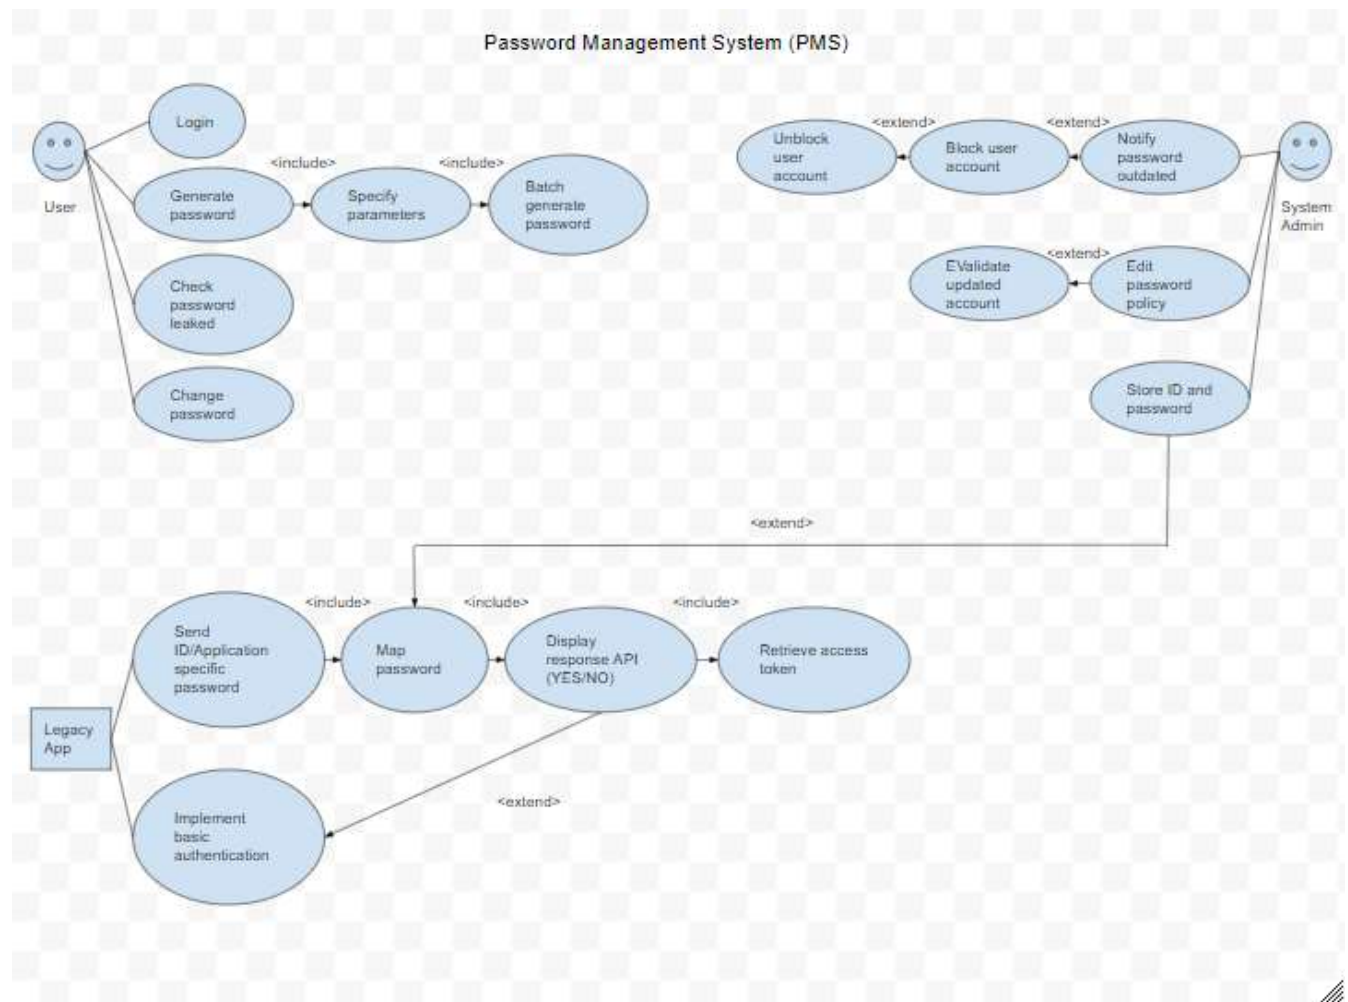 Password Management System (PMS)
Login
User
<include>
<include>
Generate
password
Specify
parameters
Batch
generate
password
Check
password
leaked
Change
password
<extend>
<extend>
Unblock
user
account
Block user
account
Notify
password
outdated
System
Admin
<extend>
EValidate
updated
account
Edit
password
policy
Store ID and
password
<extend>
<include>
<include>
<include>
Send
ID/Application
specific
password
Map
password
Display
response API
(YES/NO)
Retrieve access
token
Legacy
App
<extend>
Implement
basic
authentication